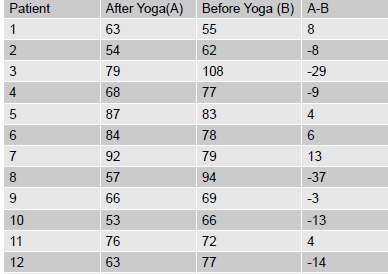 Patient After Yoga(A) Before Yoga (B) A-B
1 63 55 8
2 54 62 -8
3 79 108 -29
4 68 77 -9
5 87 83 4
6 84 78 6
7 92 79 13
8 57 94 -37
9 66 69 -3
10 53 66 -13
11 76 72 4
12 63 77 -14